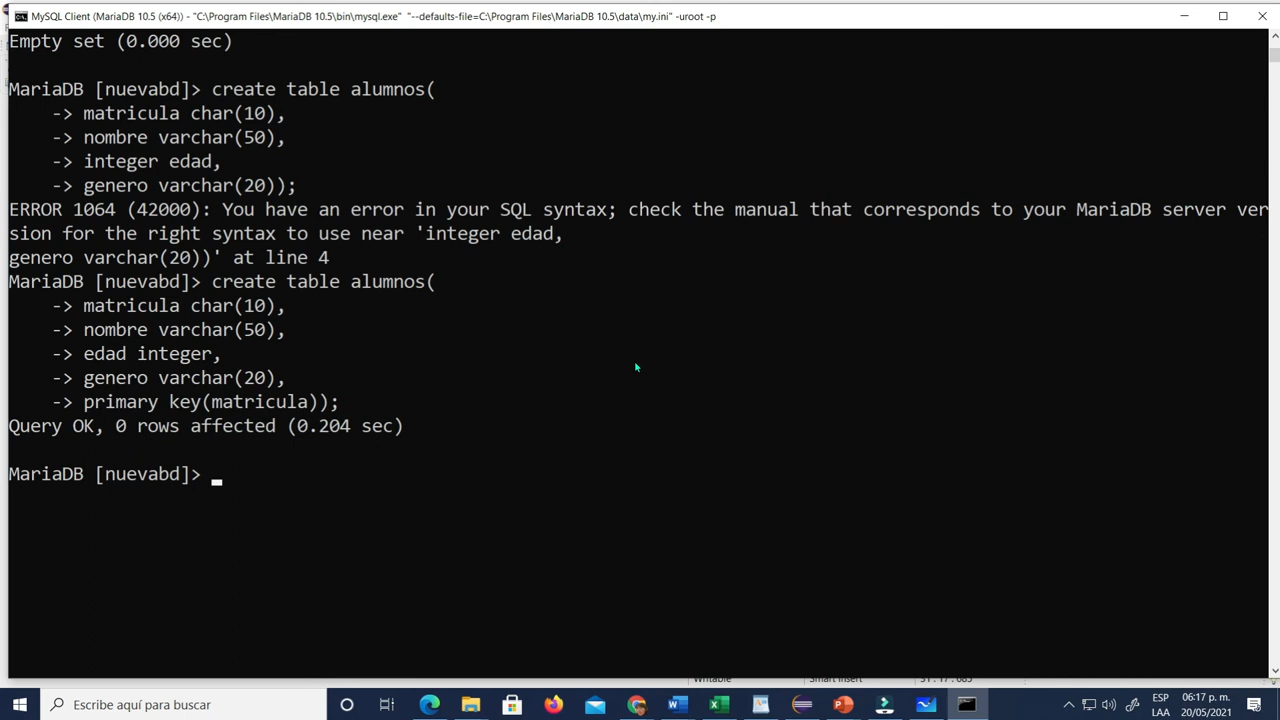 MySQL Client (MariaDB 10.5 (x64)) - "C:\Program Files\MariaDB 10.5\bin\mysql.exe" "--defaults-file=C:\Program Files\MariaDB 10.5\data\my.ini" -uroot -p
Empty set (0.000 sec)
MariaDB [nuevabd]> create table alumnos(
-> matricula char(10),
-> nombre varchar(50),
-> integer edad,
-> genero varchar(20));
ERROR 1064 (42000): You have an error in your SQL syntax; check the manual that corresponds to your MariaDB server ver
sion for the right syntax to use near 'integer edad,
genero varchar(20))' at line 4
MariaDB [nuevabd]> create table alumnos(
-> matricula char(10),
-> nombre varchar(50),
-> edad integer,
-> genero varchar(20),
-> primary key(matricula));
Query OK, 0 rows affected (0.204 sec)
MariaDB [nuevabd]>
Escribe aquí para buscar
ESP
LAA
06:17 p. m.
20/05/2021